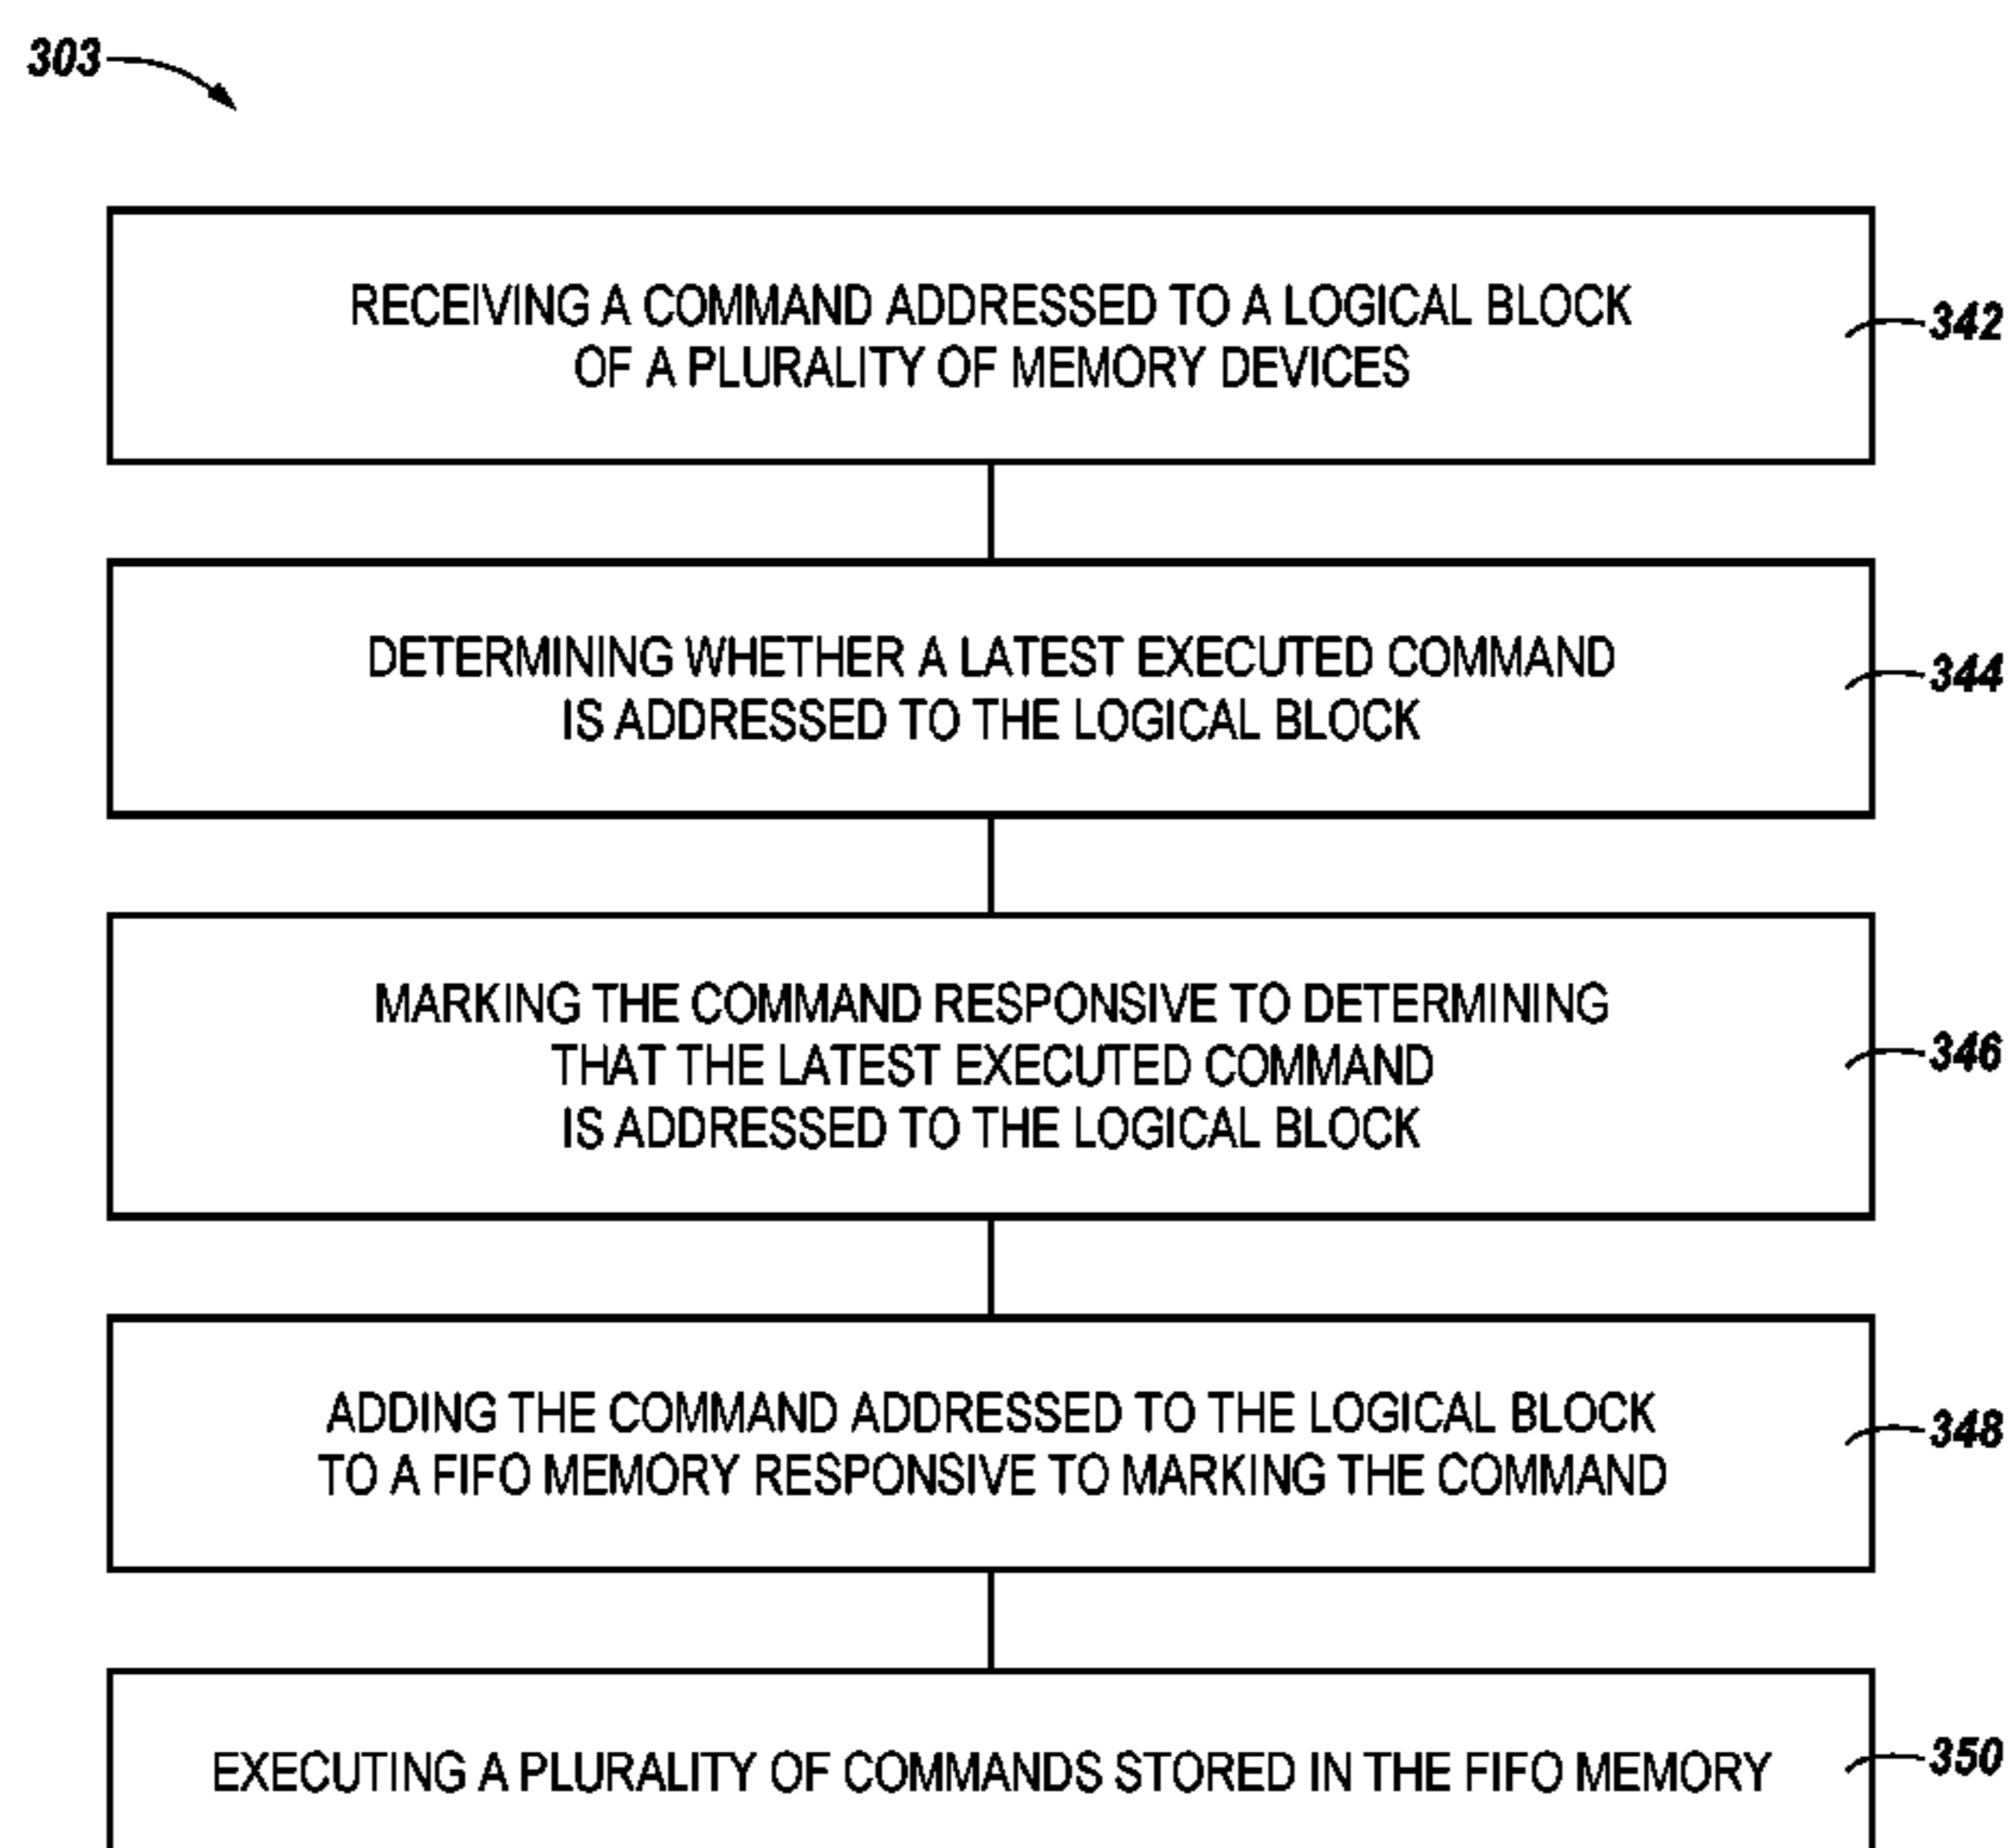 303
RECEIVING A COMMAND ADDRESSED TO A LOGICAL BLOCK
OF A PLURALITY OF MEMORY DEVICES
342
DETERMINING WHETHER A LATEST EXECUTED COMMAND
IS ADDRESSED TO THE LOGICAL BLOCK
344
MARKING THE COMMAND RESPONSIVE TO DETERMINING
THAT THE LATEST EXECUTED COMMAND
IS ADDRESSED TO THE LOGICAL BLOCK
346
ADDING THE COMMAND ADDRESSED TO THE LOGICAL BLOCK
TO A FIFO MEMORY RESPONSIVE TO MARKING THE COMMAND
348
EXECUTING A PLURALITY OF COMMANDS STORED IN THE FIFO MEMORY
350